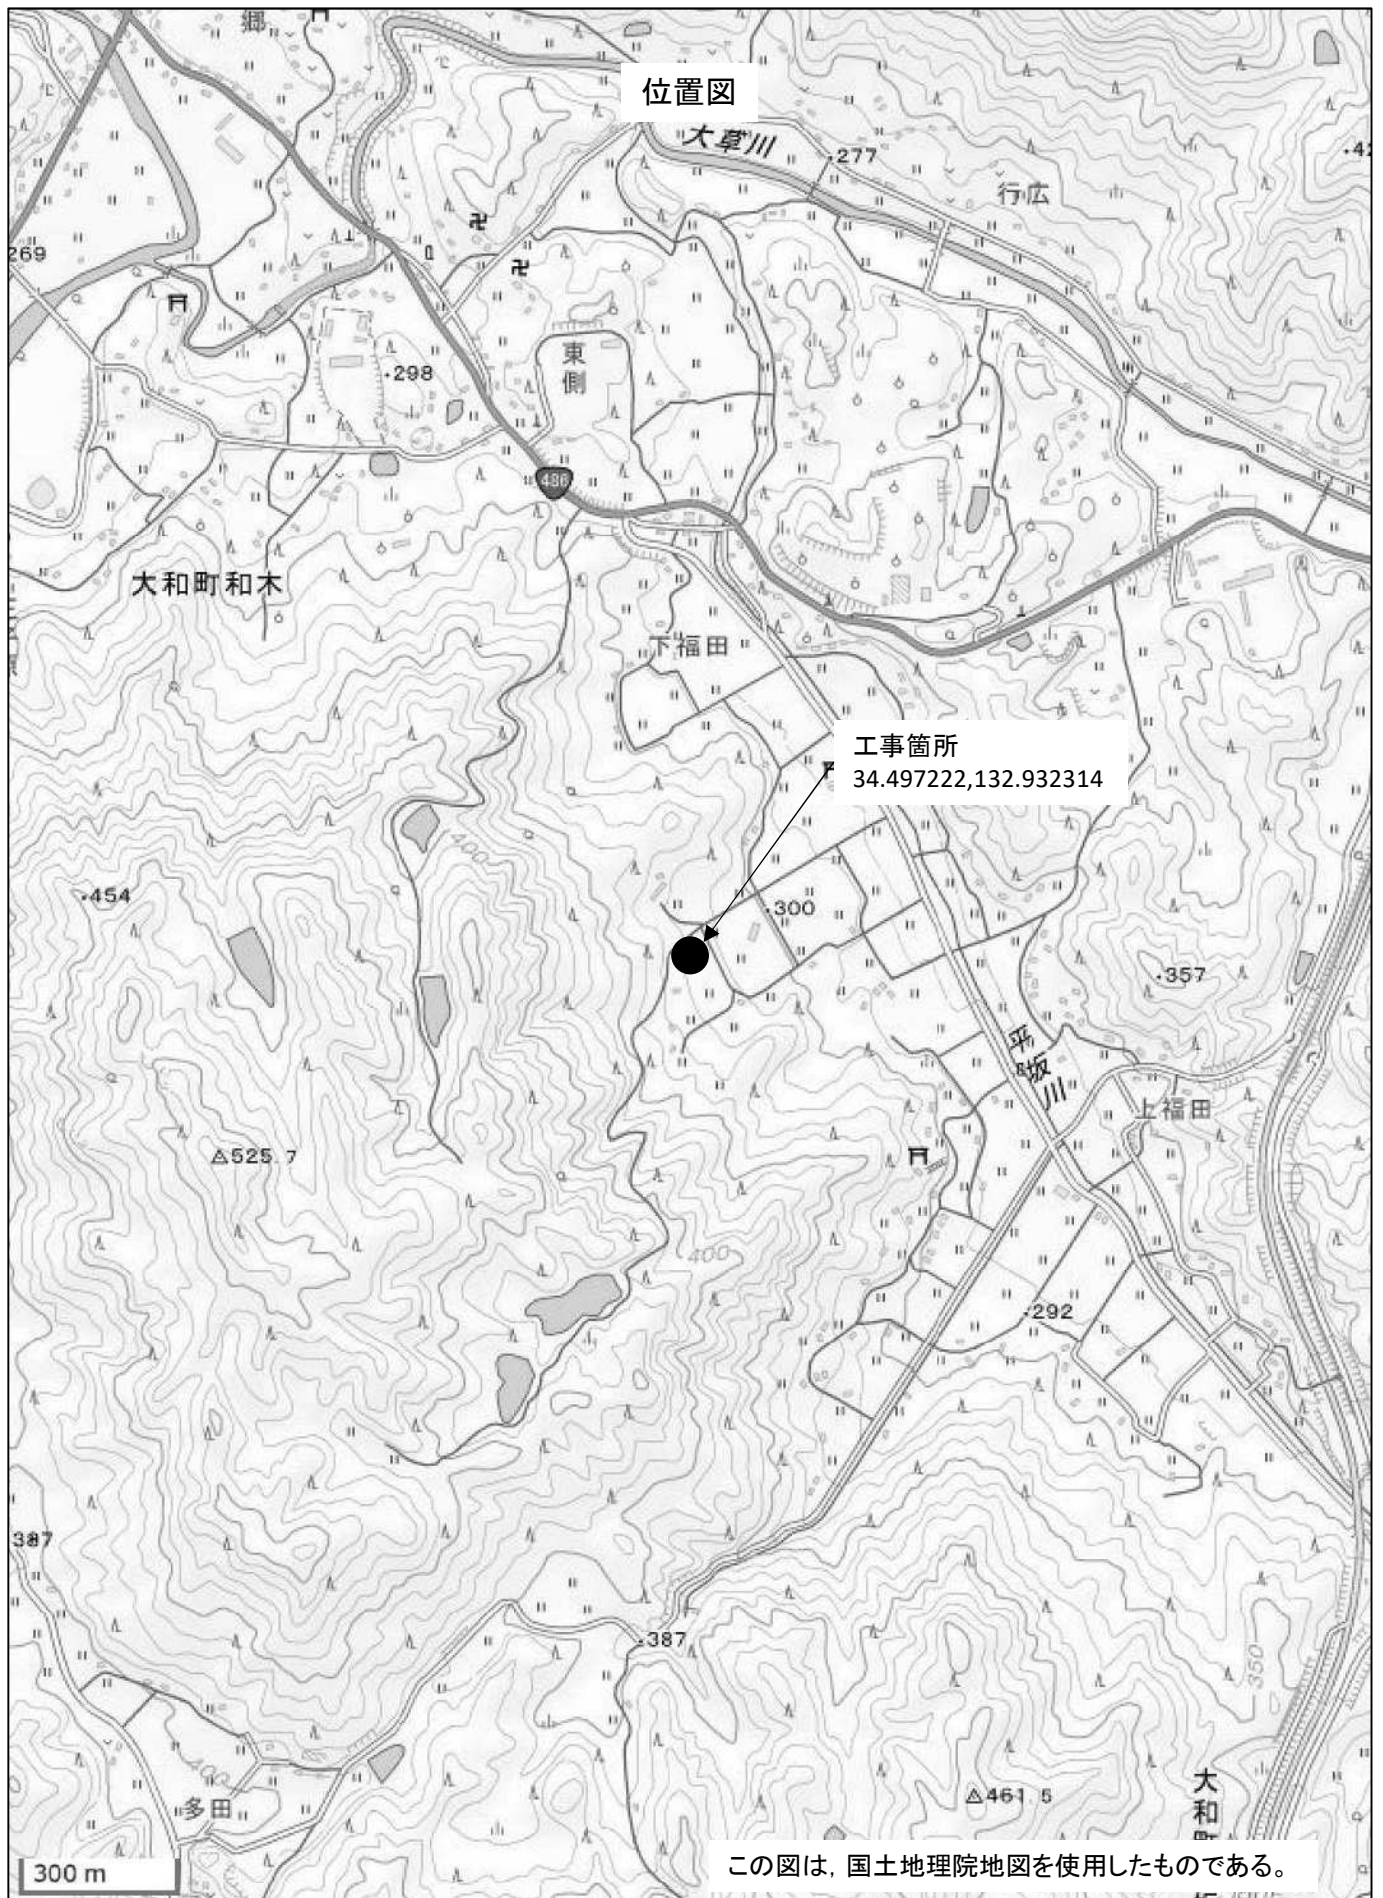 郷
位置図
大草川
277
行広
269
東側
298
486
大和町和木
下福田
工事箇所
34.497222,132.932314
400
454
300
357
平坂川
上福田
525.7
400
292
387
387
350
400
多田
461.5
大和町
300 m
この図は，国土地理院地図を使用したものである。